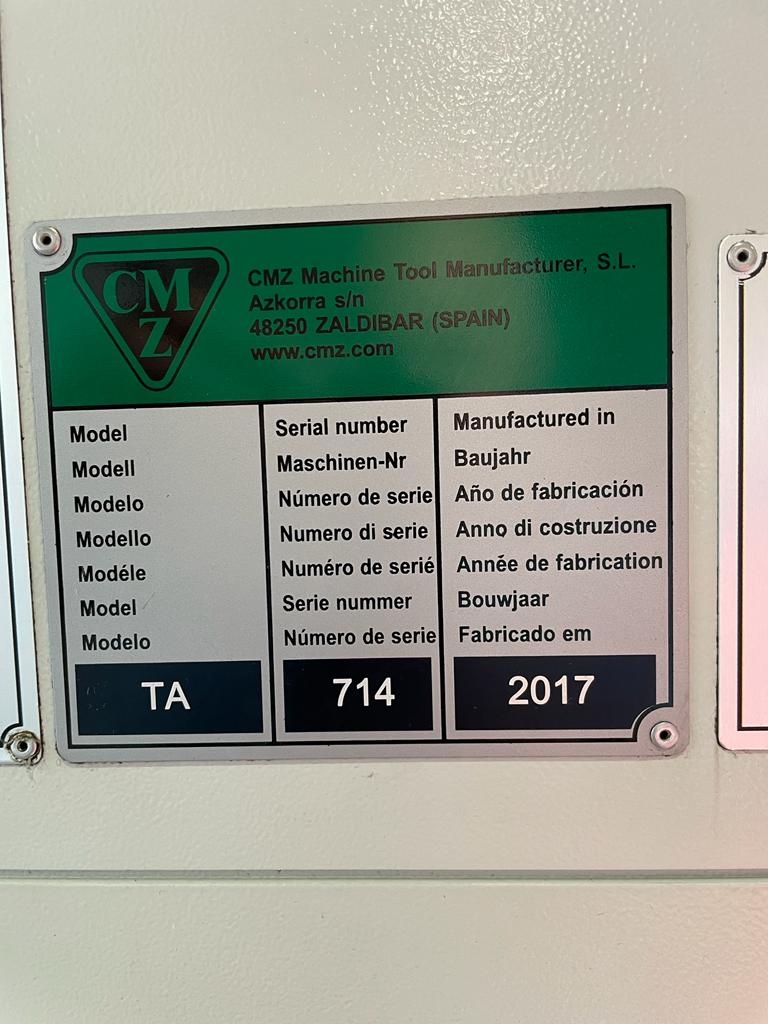 CMZ
CMZ Machine Tool Manufacturer, S.L.
Azkorra s/n
48250 ZALDIBAR (SPAIN)
www.cmz.com
Model
Modell
Modelo
Modello
Modéle
Model
Modelo
TA
Serial number
Maschinen-Nr
Número de serie
Numero di serie
Numéro de serié
Serie nummer
Número de serie
714
Manufactured in
Baujahr
Año de fabricación
Anno di costruzione
Année de fabrication
Bouwjaar
Fabricado em
2017